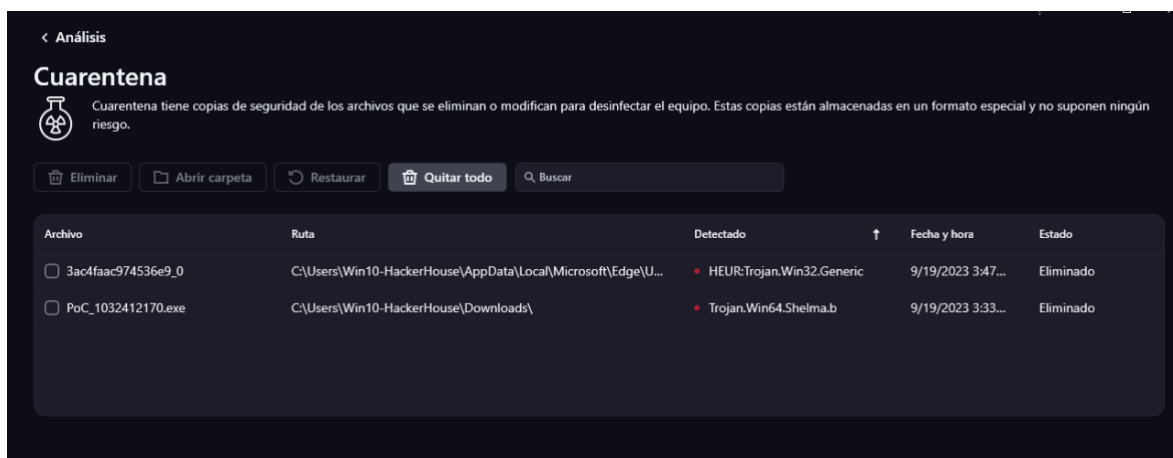 Análisis
Cuarentena
Cuarentena tiene copias de seguridad de los archivos que se eliminan o modifican para desinfectar el equipo. Estas copias están almacenadas en un formato especial y no suponen ningún
riesgo.
Eliminar Abrir carpeta Restaurar Quitar todo Buscar
Archivo Ruta Detectado Fecha y hora Estado
3ac4faac974536e9_0 C:\Users\Win10-HackerHouse\AppData\Local\Microsoft\Edge\U... HEUR:Trojan.Win32.Generic 9/19/2023 3:47... Eliminado
PoC_1032412170.exe C:\Users\Win10-HackerHouse\Downloads\ Trojan.Win64.Shelma.b 9/19/2023 3:33... Eliminado